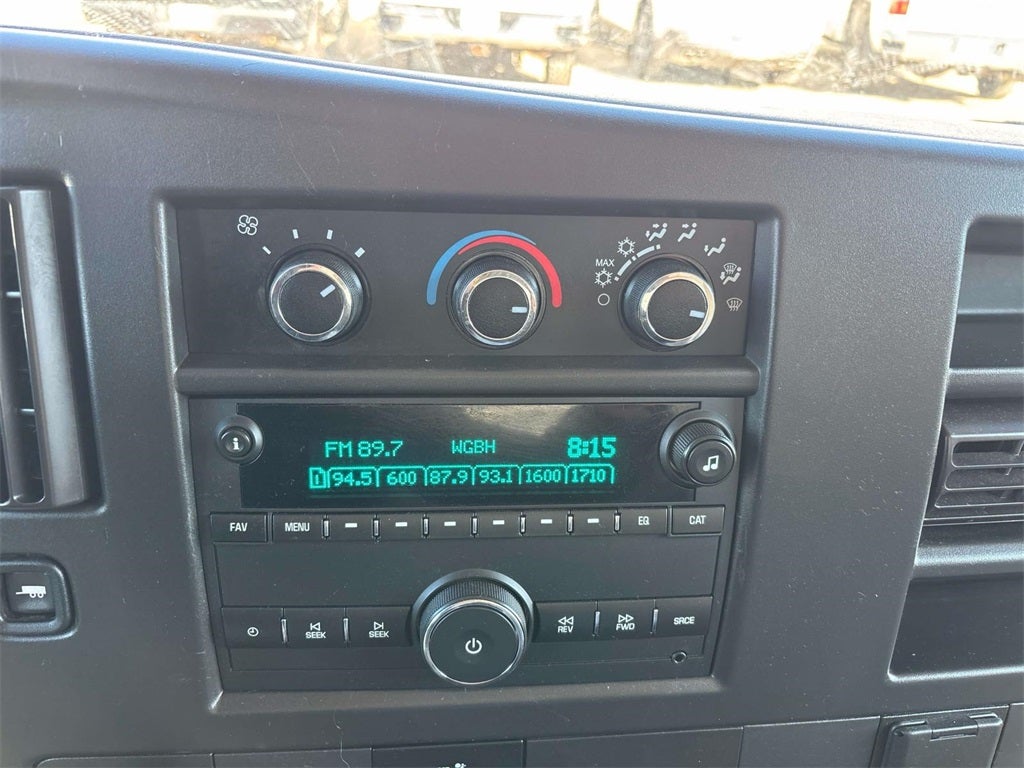 MAX
i
FM 89.7 WGBH 8:15
1 94.5 600 87.9 93.1 1600 1710
FAV MENU EQ CAT
SEEK SEEK REV FWD SRCE